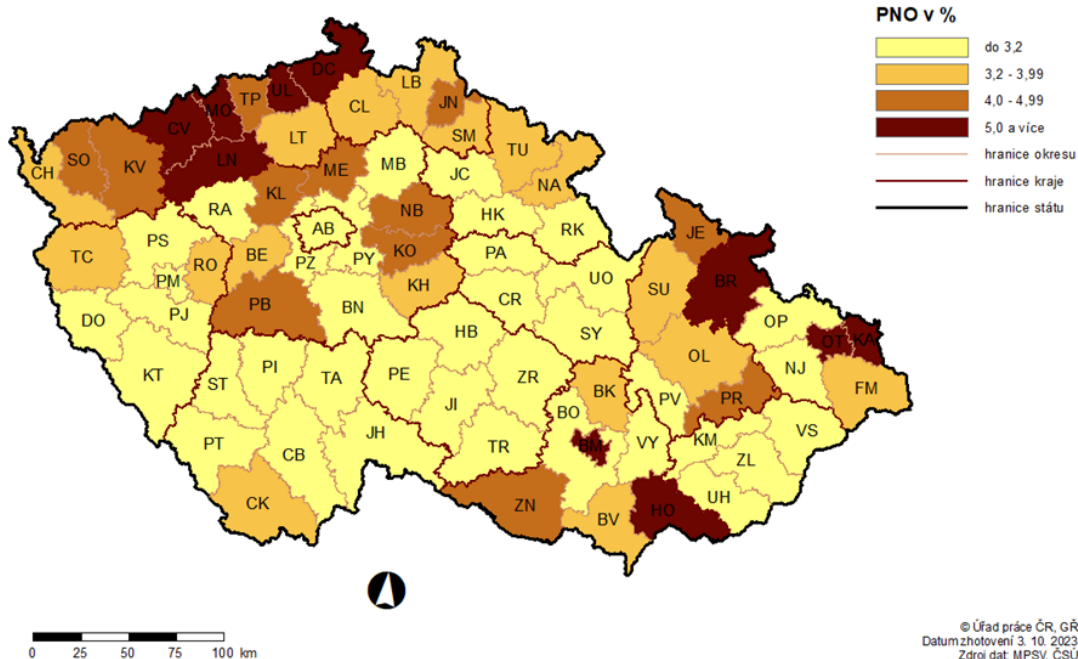 PNO v %
do 3,2
3,2 - 3,99
4,0 - 4,99
5,0 a více
hranice okresu
hranice kraje
hranice státu
DC
LB
UL
TP
MO
CL
JN
CV
LT
SM
TU
SO
KV
LN
ME
MB
JC
CH
NA
KL
RA
NB
HK
RK
JE
AB
PS
KO
PA
TC
RO
BE
PZ
PY
UO
BR
PM
KH
SU
PB
BN
CR
OP
DO
PJ
HB
SY
OT
KA
OL
NJ
KT
ST
PI
TA
PE
ZR
BK
FM
PR
JI
BO
PV
PT
JH
TR
BM
VY
KM
VS
CB
ZL
CK
ZN
UH
BV
HO
0 25 50 75 100 km
© Úřad práce ČR, GŘ
Datum zhotovení 3. 10. 2023
Zdroj dat: MPSV, ČSÚ